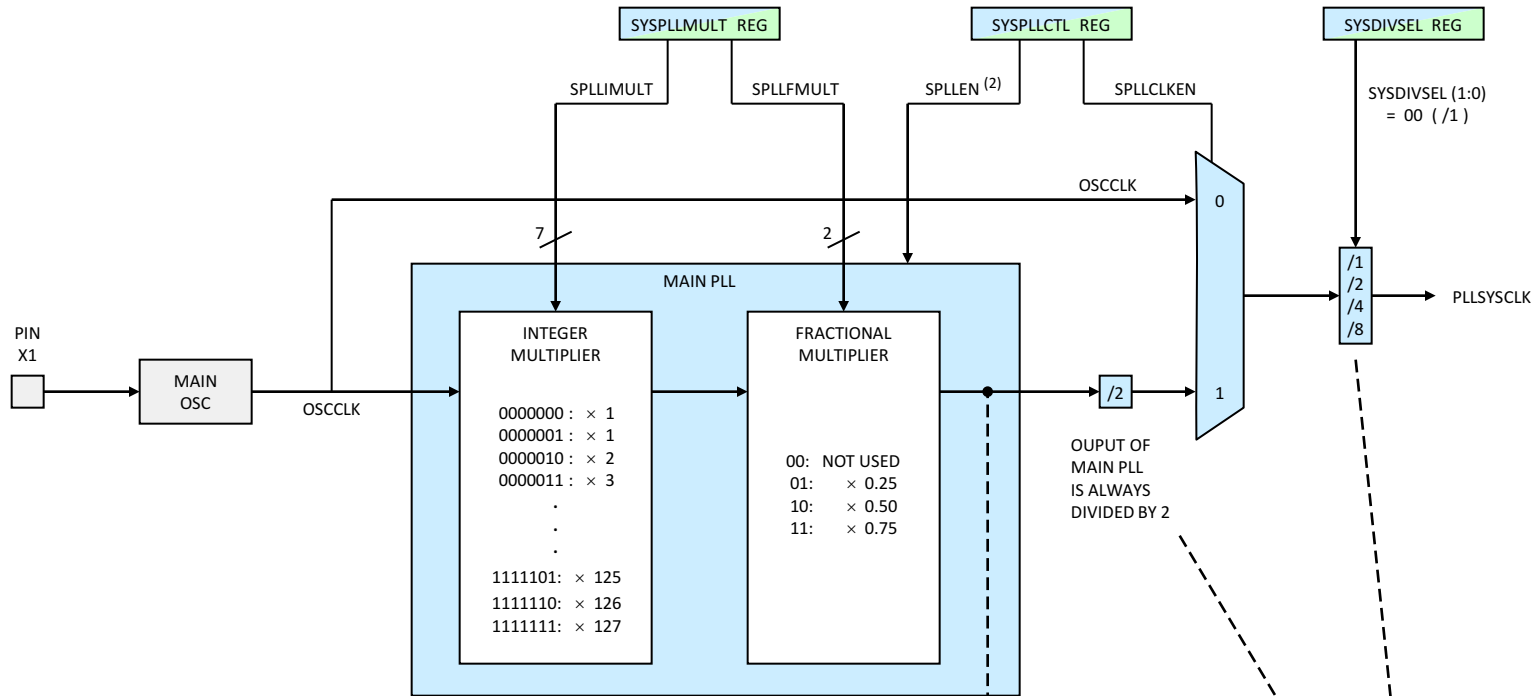 SYSPLLMULT REG
SYSPLLCTL REG
SYSDIVSEL REG
SPLLIMULT
SPLLFMULT
SPLLEN (2)
SPLLCLKEN
SYSDIVSEL (1:0)
= 00 ( /1 )
OSCCLK
0
7
2
MAIN PLL
/1
/2
/4
/8
PLLSYSCLK
PIN
X1
MAIN
OSC
OSCCLK
INTEGER
MULTIPLIER
0000000 : × 1
0000001 : × 1
0000010 : × 2
0000011 : × 3
.
.
.
1111101: × 125
1111110: × 126
1111111: × 127
FRACTIONAL
MULTIPLIER
00: NOT USED
01: × 0.25
10: × 0.50
11: × 0.75
/2
1
OUPUT OF
MAIN PLL
IS ALWAYS
DIVIDED BY 2